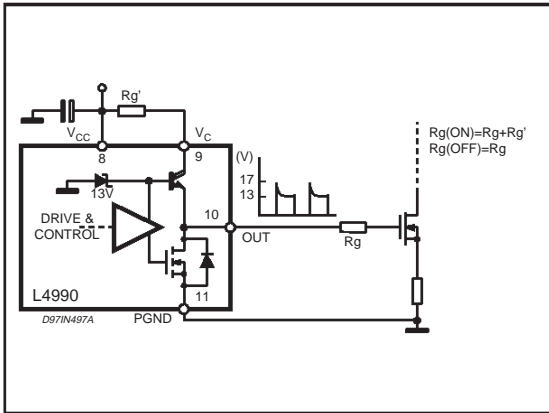 Rg'
VCC
VC
8
9
(V)
17
13
13V
DRIVE &
CONTROL
10
OUT
Rg
Rg(ON)=Rg+Rg'
Rg(OFF)=Rg
11
L4990
D97IN497A
PGND